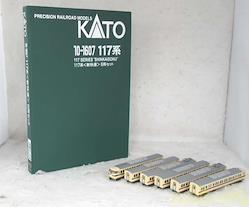 PRECISION RAILROAD MODELS
KATO
10-1607 117系
117 SERIES "SHINKAISOKU"
117系<新快速> 6両セット